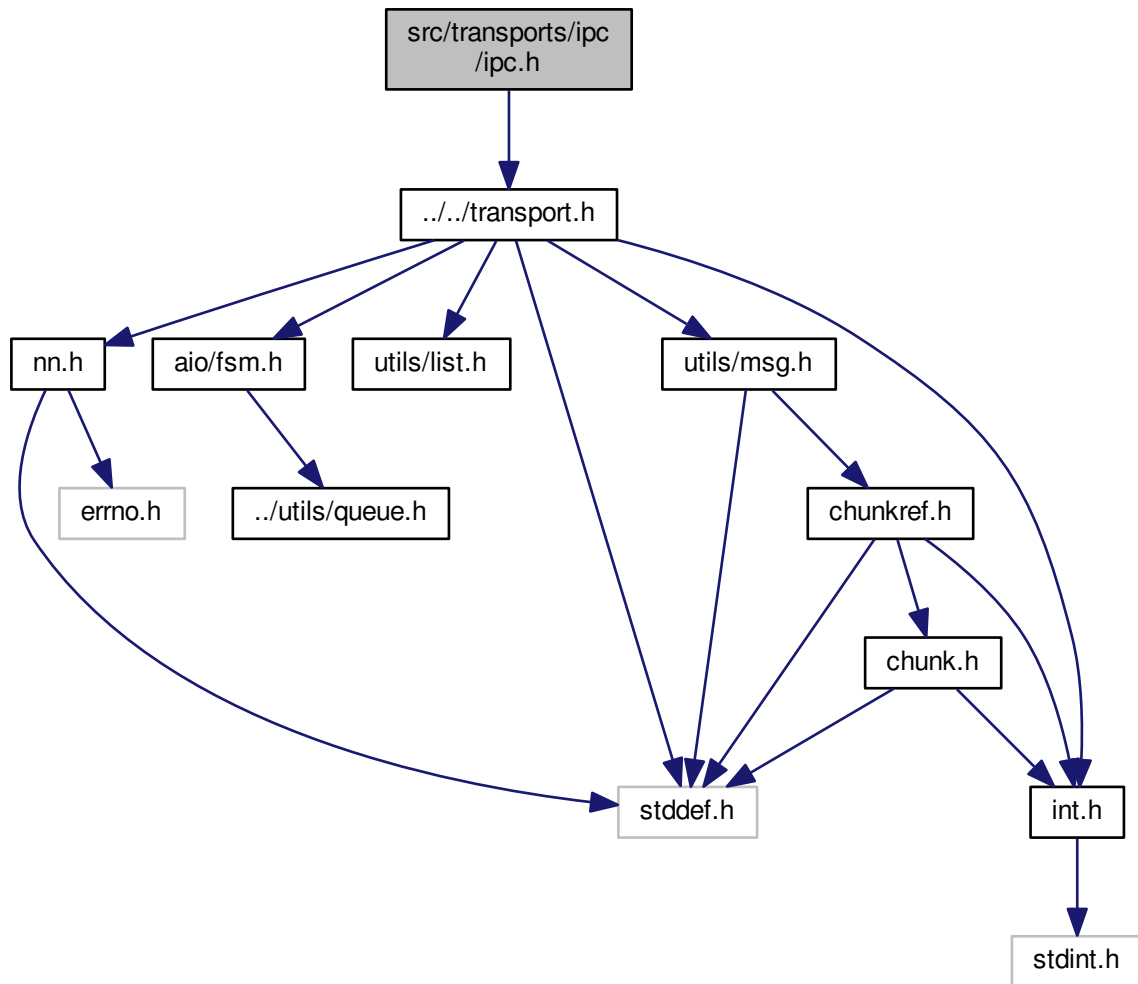 src/transports/ipc
/ipc.h
../../transport.h
nn.h
aio/fsm.h
utils/list.h
utils/msg.h
errno.h
../utils/queue.h
chunkref.h
chunk.h
stddef.h
int.h
stdint.h